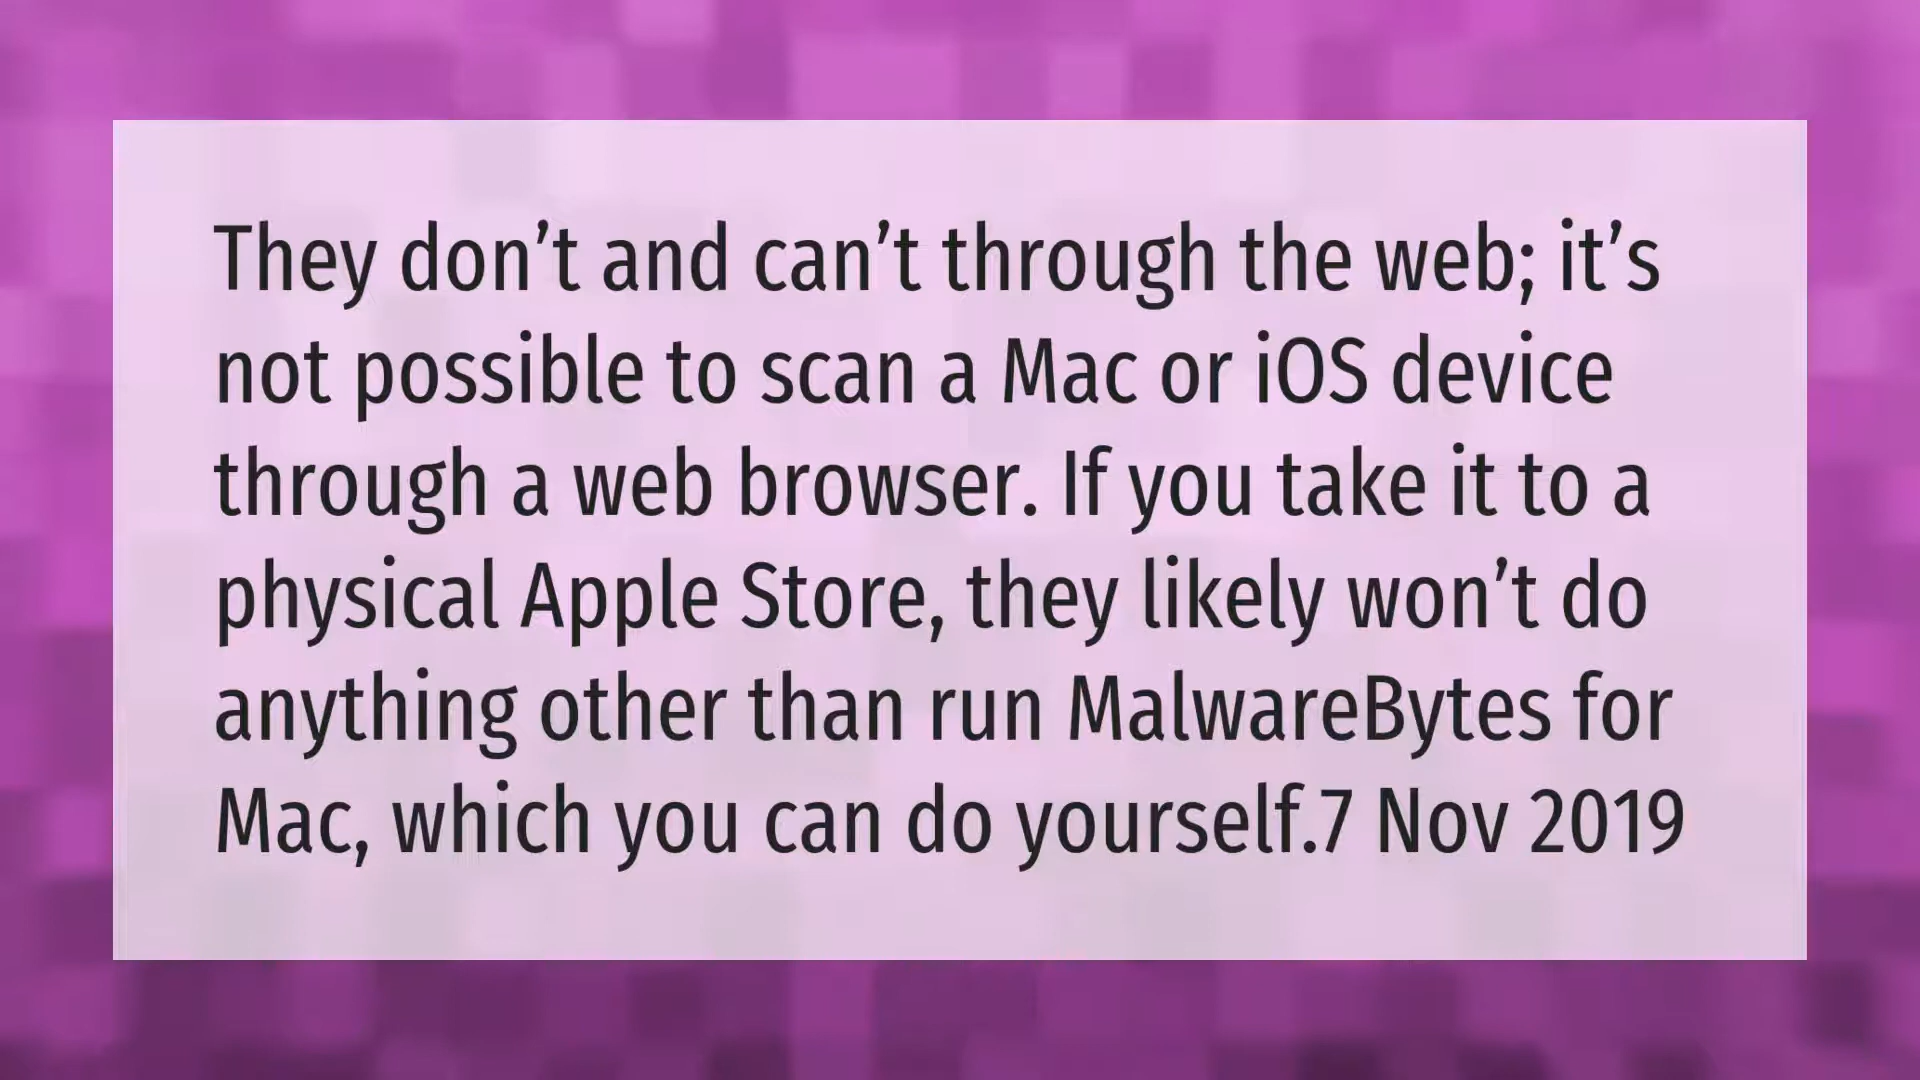 They don’t and can’t through the web; it’s
not possible to scan a Mac or iOS device
through a web browser. If you take it to a
physical Apple Store, they likely won’t do
anything other than run MalwareBytes for
Mac, which you can do yourself.7 Nov 2019